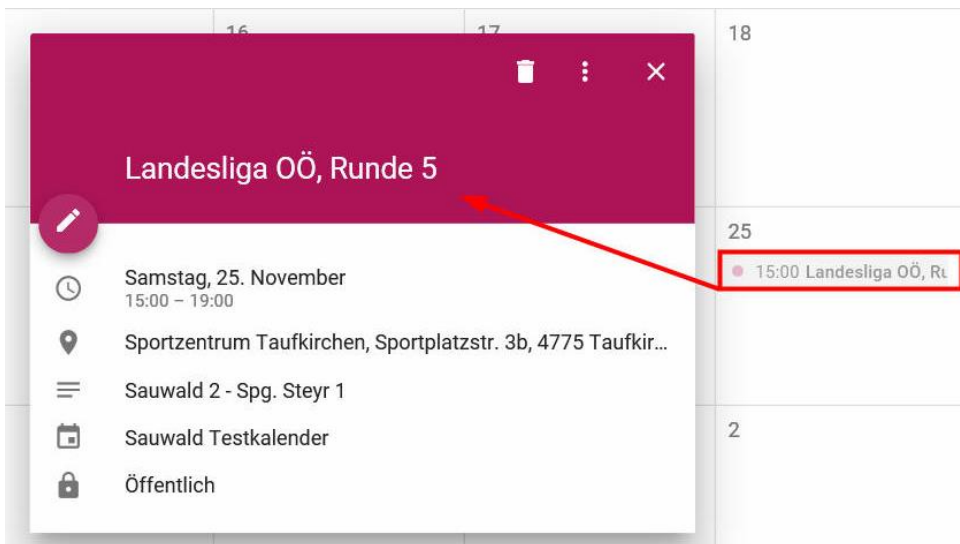 16
17
18
Landesliga OÖ, Runde 5
25
15:00 Landesliga OÖ, Ru
Samstag, 25. November
15:00 – 19:00
Sportzentrum Taufkirchen, Sportplatzstr. 3b, 4775 Taufkir...
Sauwald 2 - Spg. Steyr 1
2
Sauwald Testkalender
Öffentlich